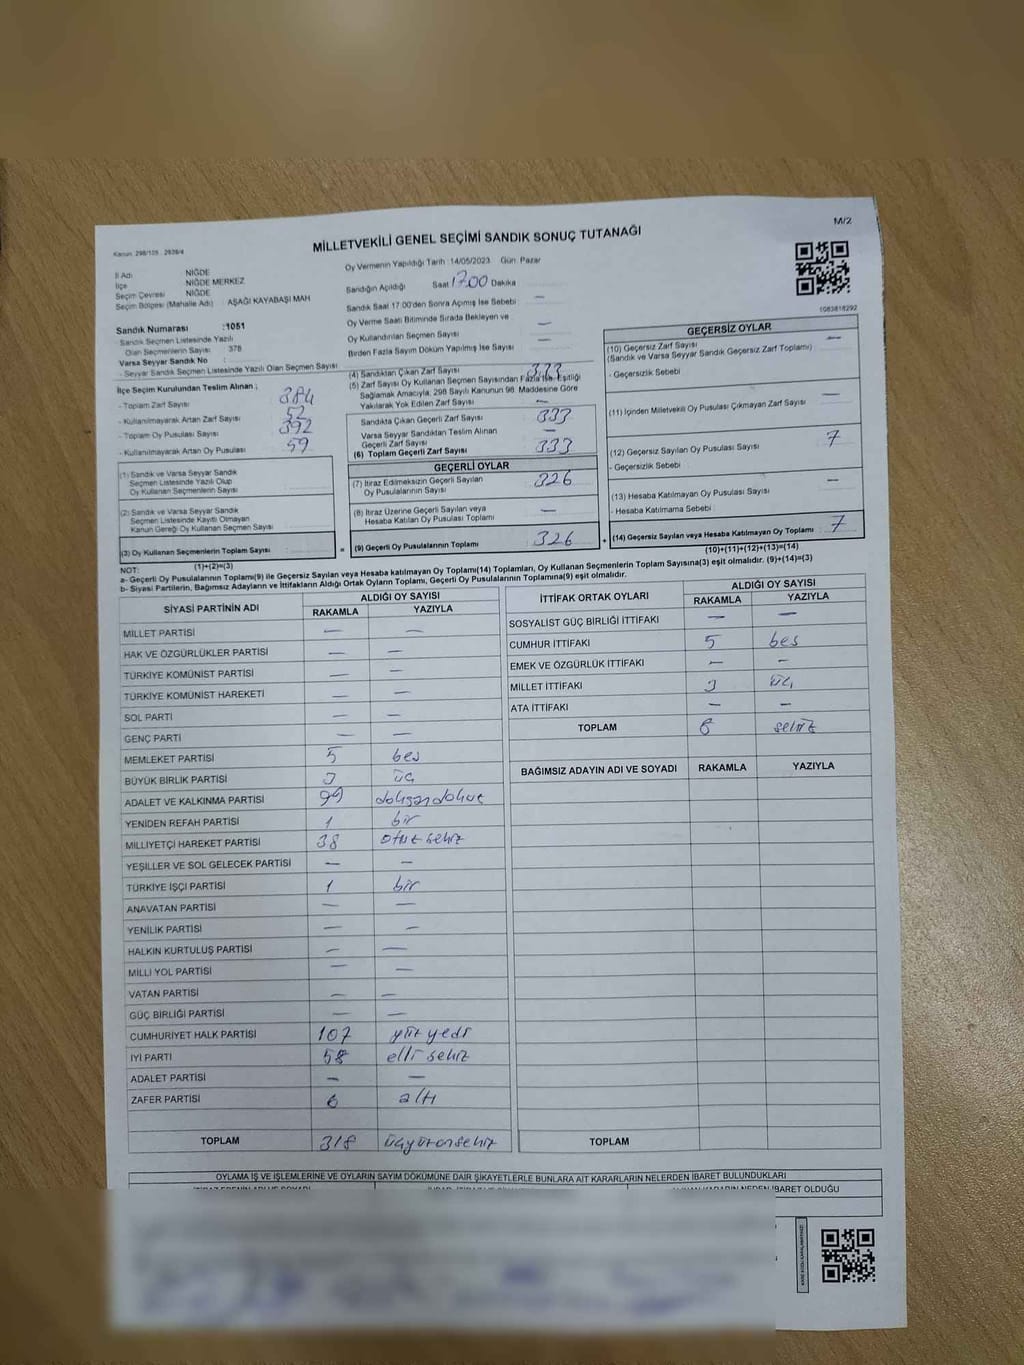 M/2
Kanun: 298/105 2839/4
MİLLETVEKİLİ GENEL SEÇİMİ SANDIK SONUÇ TUTANAĞI
İl Adı NİĞDE
İlçe NİĞDE MERKEZ
Seçim Çevresi NİĞDE
Seçim Bölgesi (Mahalle Adı) AŞAĞI KAYABAŞI MAH
Sandık Numarası :1051
- Sandık Seçmen Listesinde Yazılı
Olan Seçmenlerin Sayısı : 378
Varsa Seyyar Sandık No :
- Seyyar Sandık Seçmen Listesinde Yazılı Olan Seçmen Sayısı
Oy Vermenin Yapıldığı Tarih :14/05/2023 Gün: Pazar
Sandığın Açıldığı Saat 17.00 Dakika
Sandık Saat 17:00'den Sonra Açılmış İse Sebebi : —
Oy Verme Saati Bitiminde Sırada Bekleyen ve
Oy Kullandırılan Seçmen Sayısı : —
Birden Fazla Sayım Döküm Yapılmış İse Sayısı : —
İlçe Seçim Kurulundan Teslim Alınan ;
- Toplam Zarf Sayısı : 384
- Kullanılmayarak Artan Zarf Sayısı : 52
- Toplam Oy Pusulası Sayısı : 392
- Kullanılmayarak Artan Oy Pusulası : 59
(1) Sandık ve Varsa Seyyar Sandık
Seçmen Listesinde Yazılı Olup
Oy Kullanan Seçmenlerin Sayısı :
(2) Sandık ve Varsa Seyyar Sandık
Seçmen Listesinde Kayıtlı Olmayan
Kanun Gereği Oy Kullanan Seçmen Sayısı :
(3) Oy Kullanan Seçmenlerin Toplam Sayısı :
(1)+(2)=(3)
(4) Sandıktan Çıkan Zarf Sayısı : 333
(5) Zarf Sayısı Oy Kullanan Seçmen Sayısından Fazla İse, Eşitliği
Sağlamak Amacıyla, 298 Sayılı Kanunun 98. Maddesine Göre
Yakılarak Yok Edilen Zarf Sayısı :
Sandıkta Çıkan Geçerli Zarf Sayısı : 333
Varsa Seyyar Sandıktan Teslim Alınan
Geçerli Zarf Sayısı : —
(6) Toplam Geçerli Zarf Sayısı : 333
GEÇERLİ OYLAR
(7) İtiraz Edilmeksizin Geçerli Sayılan
Oy Pusulalarının Sayısı : 326
(8) İtiraz Üzerine Geçerli Sayılan veya
Hesaba Katılan Oy Pusulası Toplamı : —
= (9) Geçerli Oy Pusulalarının Toplamı : 326
1083818292
GEÇERSİZ OYLAR
(10) Geçersiz Zarf Sayısı : —
(Sandık ve Varsa Seyyar Sandık Geçersiz Zarf Toplamı)
- Geçersizlik Sebebi :
(11) İçinden Milletvekili Oy Pusulası Çıkmayan Zarf Sayısı : —
(12) Geçersiz Sayılan Oy Pusulası Sayısı : 7
- Geçersizlik Sebebi :
(13) Hesaba Katılmayan Oy Pusulası Sayısı : —
- Hesaba Katılmama Sebebi :
+ (14) Geçersiz Sayılan veya Hesaba Katılmayan Oy Toplamı : 7
(10)+(11)+(12)+(13)=(14)
NOT:
a- Geçerli Oy Pusulalarının Toplamı(9) ile Geçersiz Sayılan veya Hesaba Katılmayan Oy Toplamı(14) Toplamları, Oy Kullanan Seçmenlerin Toplam Sayısına(3) eşit olmalıdır. (9)+(14)=(3)
b- Siyasi Partilerin, Bağımsız Adayların ve İttifakların Aldığı Ortak Oyların Toplamı, Geçerli Oy Pusulalarının Toplamına(9) eşit olmalıdır.
SİYASİ PARTİNİN ADI ALDIĞI OY SAYISI
RAKAMLA YAZIYLA
MİLLET PARTİSİ — —
HAK VE ÖZGÜRLÜKLER PARTİSİ — —
TÜRKİYE KOMÜNİST PARTİSİ — —
TÜRKİYE KOMÜNİST HAREKETİ — —
SOL PARTİ — —
GENÇ PARTİ — —
MEMLEKET PARTİSİ 5 beş
BÜYÜK BİRLİK PARTİSİ 3 üç
ADALET VE KALKINMA PARTİSİ 99 doksandokuz
YENİDEN REFAH PARTİSİ 1 bir
MİLLİYETÇİ HAREKET PARTİSİ 38 otuz sekiz
YEŞİLLER VE SOL GELECEK PARTİSİ — —
TÜRKİYE İŞÇİ PARTİSİ 1 bir
ANAVATAN PARTİSİ — —
YENİLİK PARTİSİ — —
HALKIN KURTULUŞ PARTİSİ — —
MİLLİ YOL PARTİSİ — —
VATAN PARTİSİ — —
GÜÇ BİRLİĞİ PARTİSİ — —
CUMHURİYET HALK PARTİSİ 107 yüz yedi
İYİ PARTİ 58 elli sekiz
ADALET PARTİSİ — —
ZAFER PARTİSİ 6 altı
TOPLAM 318 üçyüzonsekiz
İTTİFAK ORTAK OYLARI ALDIĞI OY SAYISI
RAKAMLA YAZIYLA
SOSYALİST GÜÇ BİRLİĞİ İTTİFAKI — —
CUMHUR İTTİFAKI 5 beş
EMEK VE ÖZGÜRLÜK İTTİFAKI — —
MİLLET İTTİFAKI 3 üç
ATA İTTİFAKI — —
TOPLAM 8 sekiz
BAĞIMSIZ ADAYIN ADI VE SOYADI RAKAMLA YAZIYLA
TOPLAM
OYLAMA İŞ VE İŞLEMLERİNE VE OYLARIN SAYIM DÖKÜMÜNE DAİR ŞİKAYETLERLE BUNLARA AİT KARARLARIN NELERDEN İBARET BULUNDUKLARI
İBARET OLDUĞU